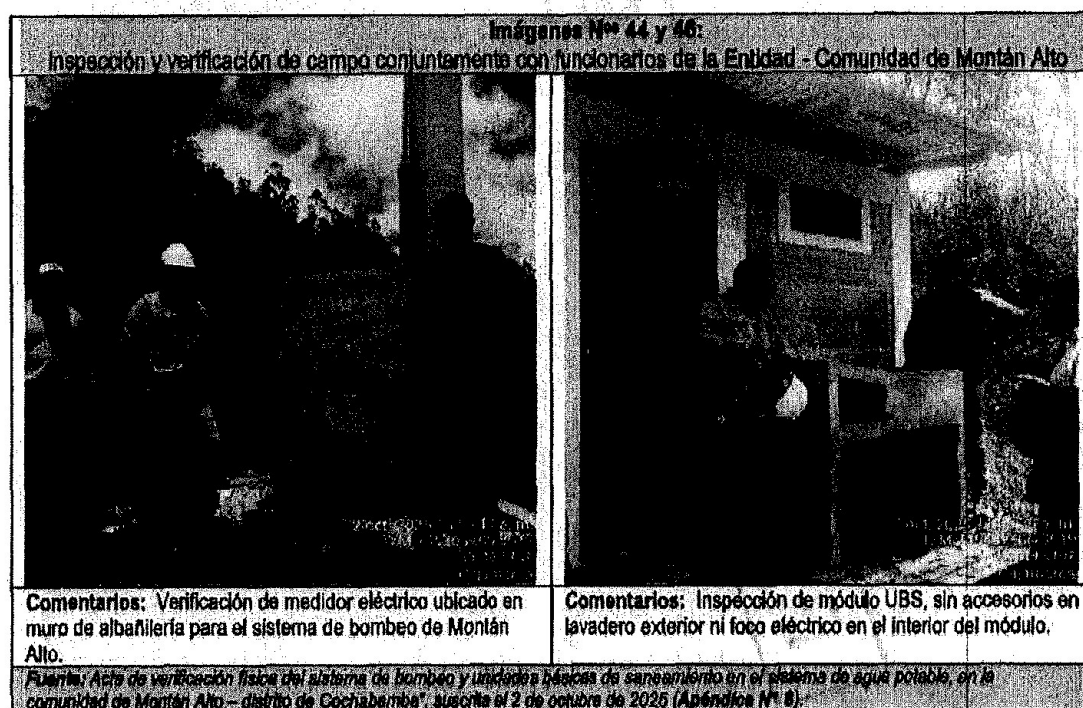 Imágenes Nos 44 y 45:
Inspección y verificación de campo conjuntamente con funcionarios de la Entidad - Comunidad de Montán Alto
Comentarios: Verificación de medidor eléctrico ubicado en
muro de albañilería para el sistema de bombeo de Montán
Alto.
Comentarios: Inspección de módulo UBS, sin accesorios en
lavadero exterior ni foco eléctrico en el interior del módulo.
Fuente: Acta de verificación física del sistema de bombeo y unidades básicas de saneamiento en el sistema de agua potable, en la
comunidad de Montán Alto – distrito de Cochabamba", suscrita el 2 de octubre de 2025 (Apéndice N° 8).